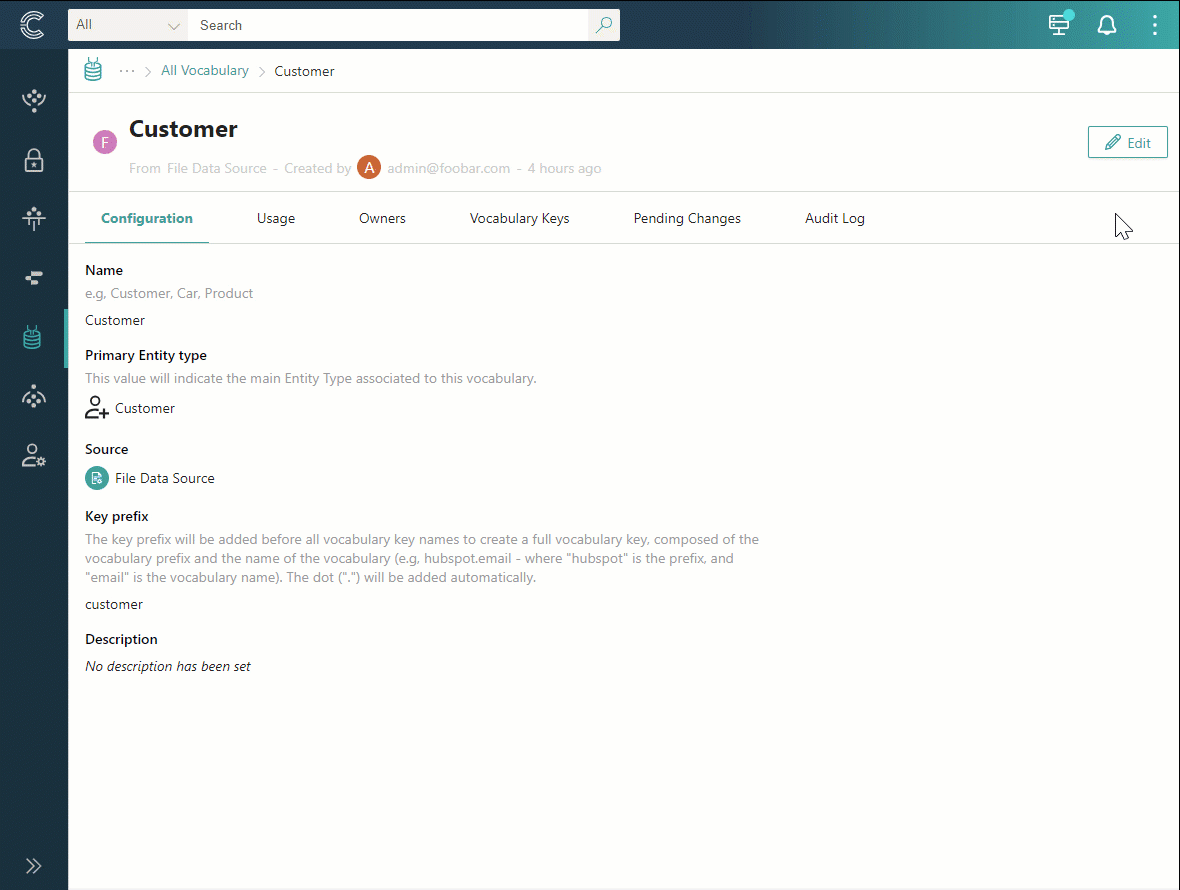 All
Search
··· > All Vocabulary > Customer
F
Customer
From File Data Source - Created by A admin@foobar.com - 4 hours ago
Edit
Configuration Usage Owners Vocabulary Keys Pending Changes Audit Log
Name
e.g, Customer, Car, Product
Customer
Primary Entity type
This value will indicate the main Entity Type associated to this vocabulary.
Customer
Source
File Data Source
Key prefix
The key prefix will be added before all vocabulary key names to create a full vocabulary key, composed of the
vocabulary prefix and the name of the vocabulary (e.g, hubspot.email - where "hubspot" is the prefix, and
"email" is the vocabulary name). The dot (".") will be added automatically.
customer
Description
No description has been set